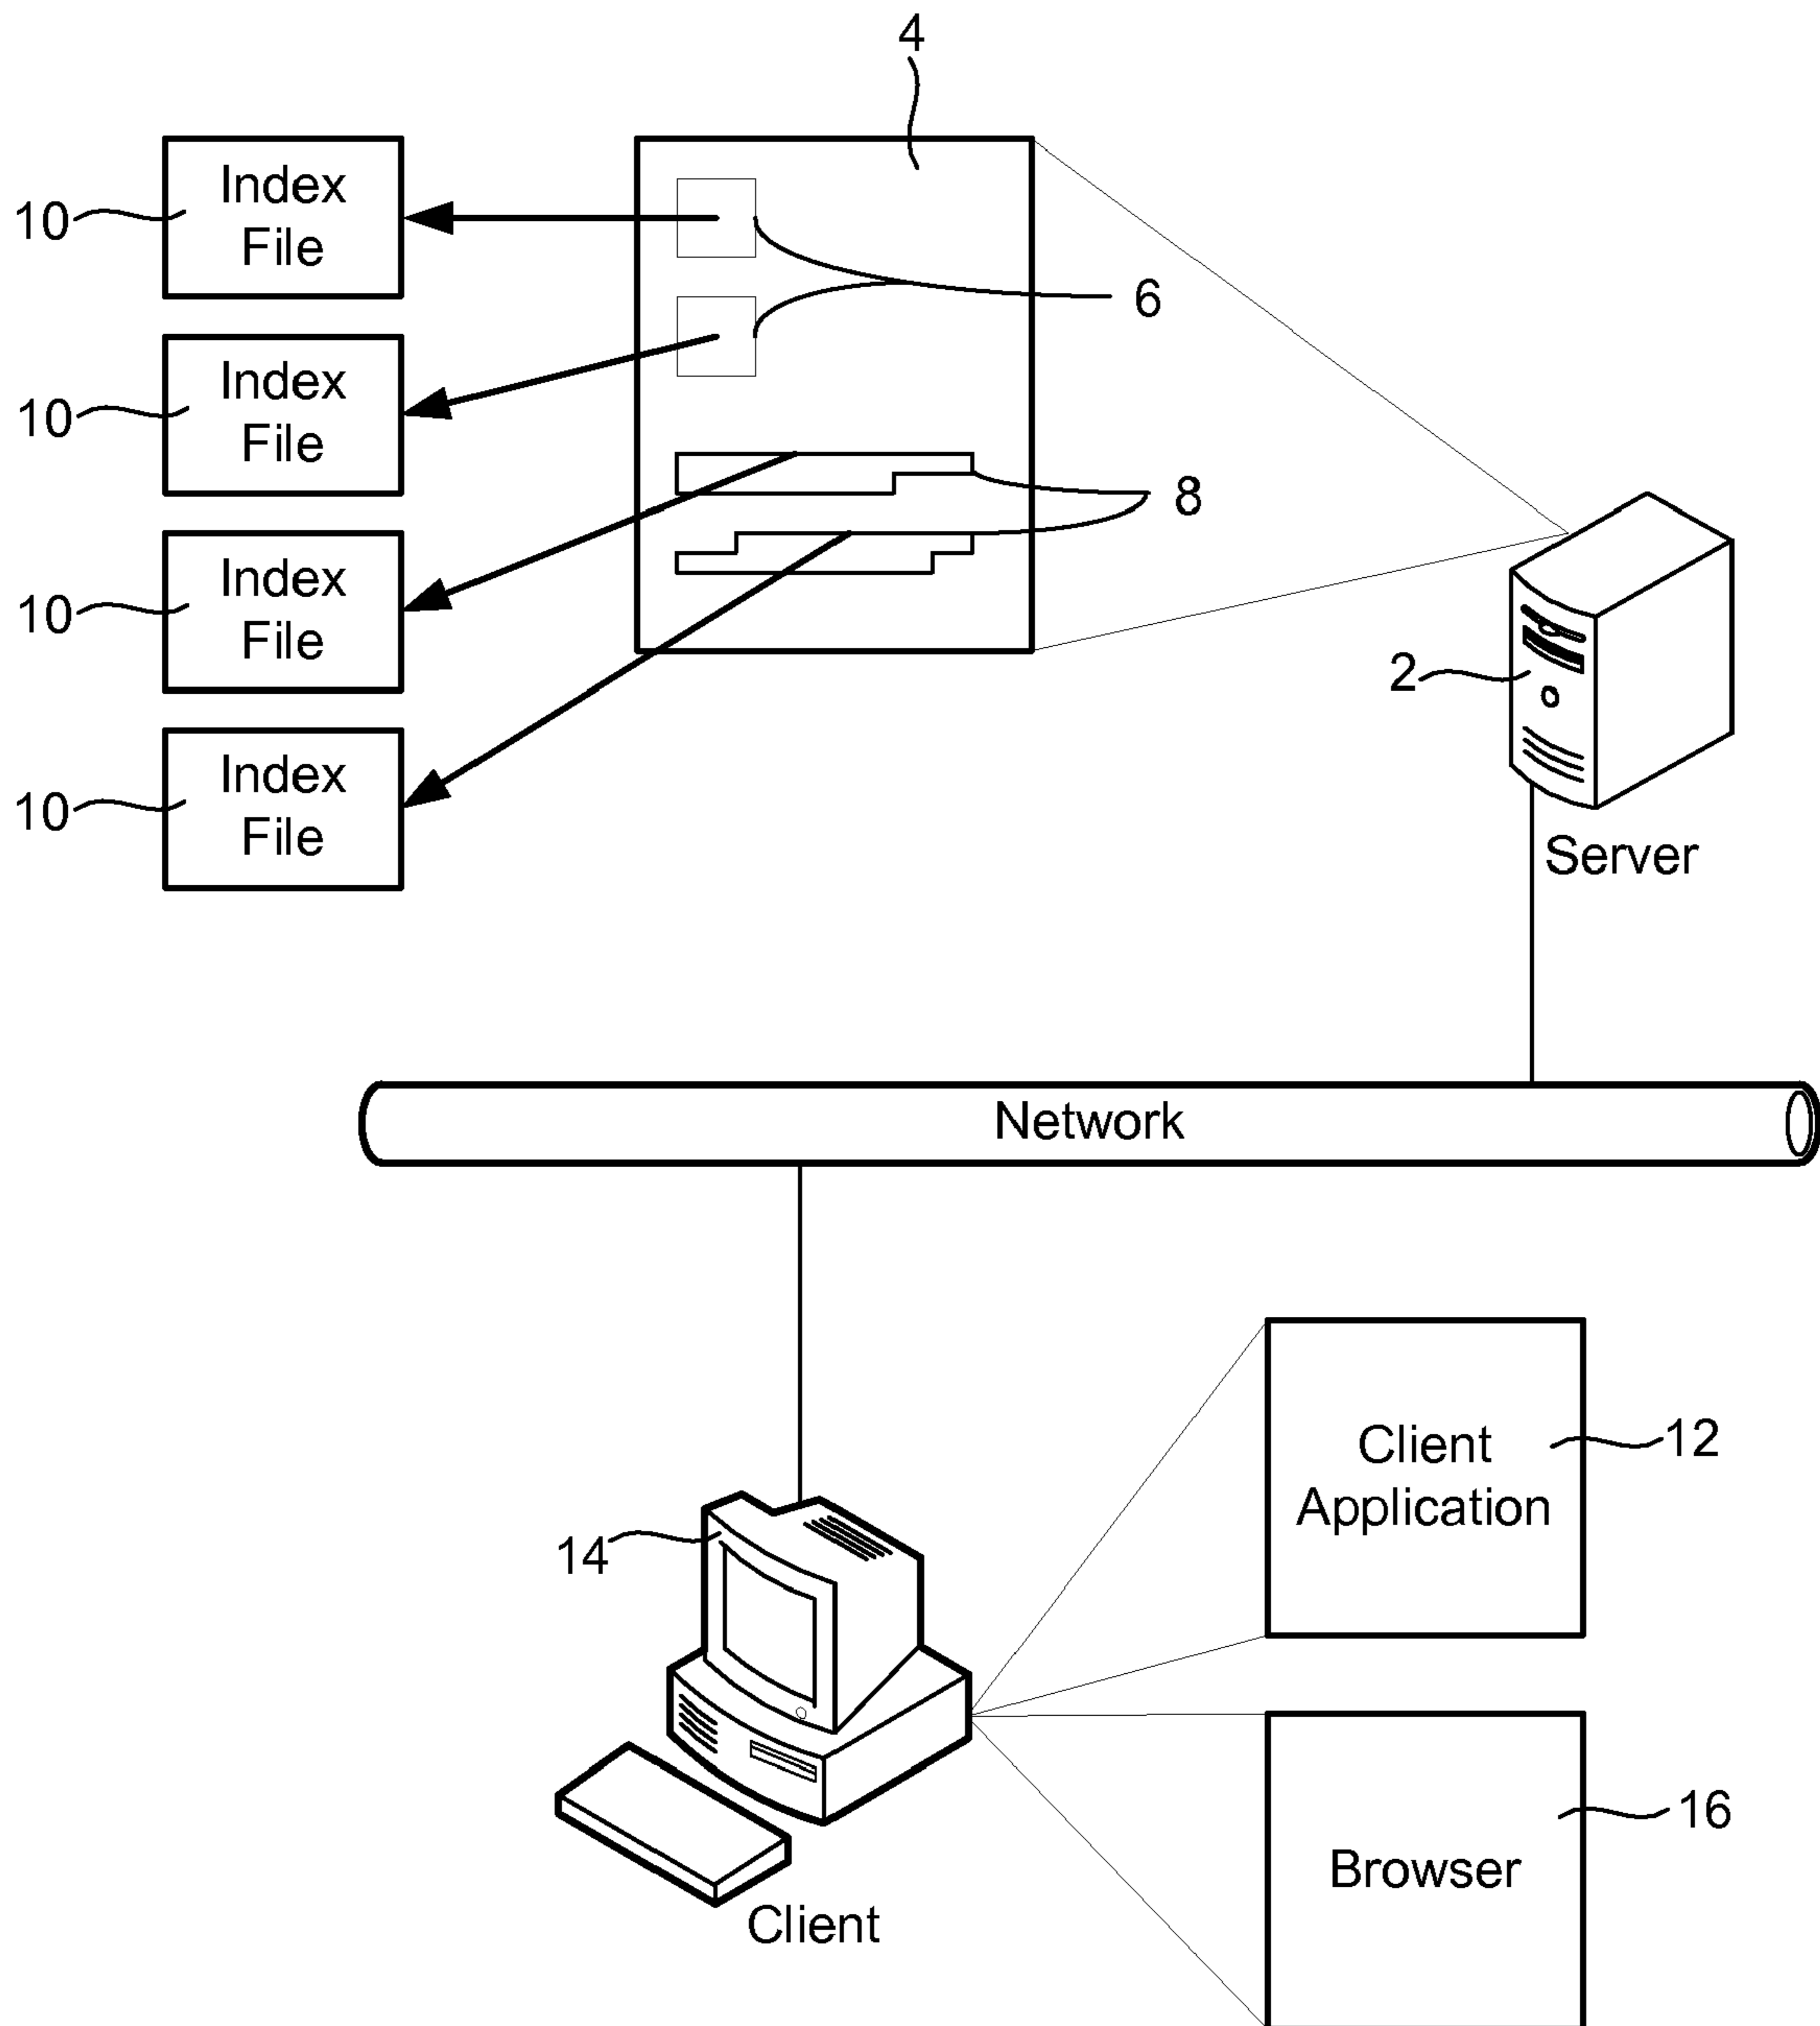 4
10
Index
File
6
10
Index
File
8
10
Index
File
2
10
Index
File
Server
Network
12
Client
Application
14
16
Browser
Client